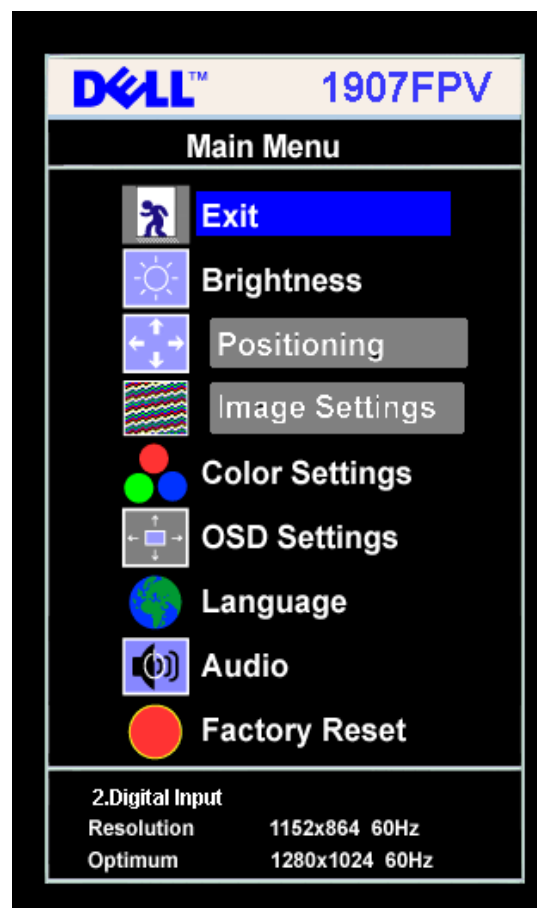 DELL™ 1907FPV
Main Menu
Exit
Brightness
Positioning
Image Settings
Color Settings
OSD Settings
Language
Audio
Factory Reset
2.Digital Input
Resolution 1152x864 60Hz
Optimum 1280x1024 60Hz